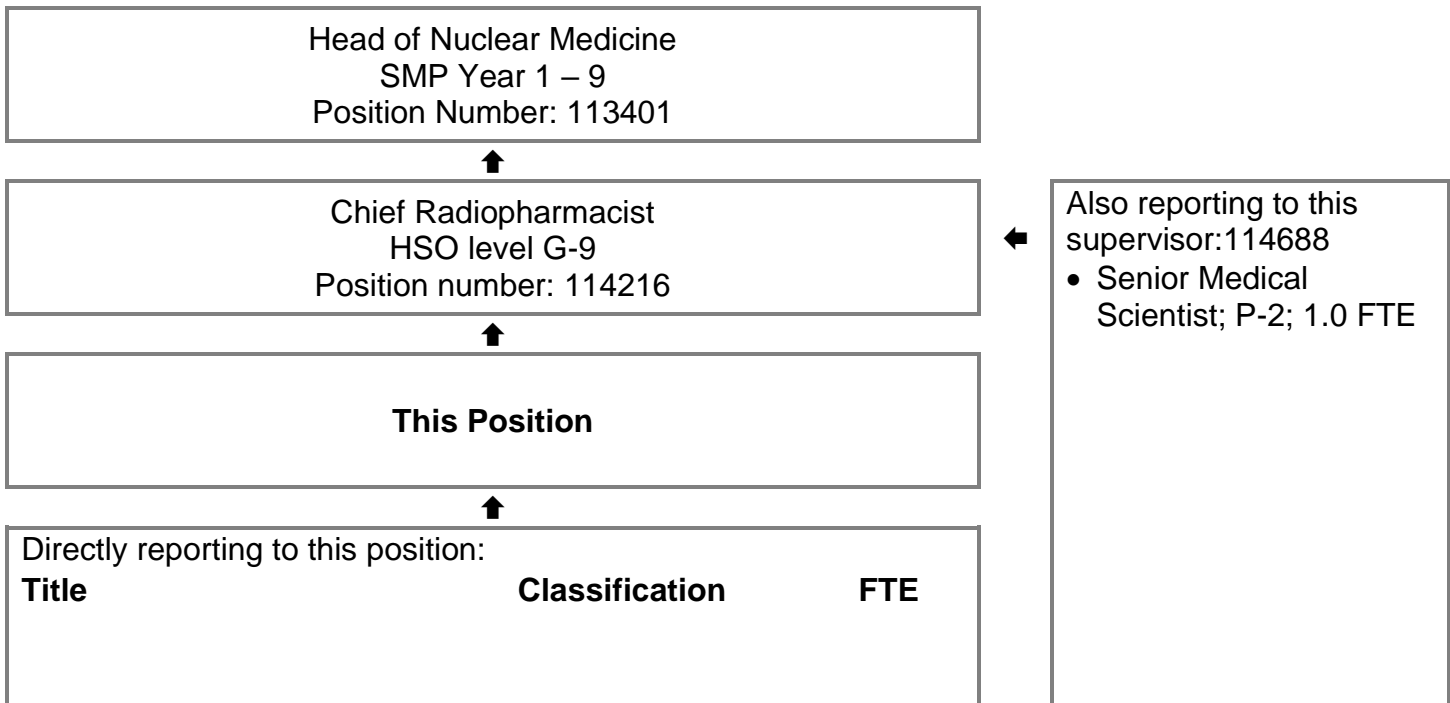 Head of Nuclear Medicine
SMP Year 1 – 9
Position Number: 113401
Chief Radiopharmacist
HSO level G-9
Position number: 114216
Also reporting to this
supervisor:114688
• Senior Medical
Scientist; P-2; 1.0 FTE
This Position
Directly reporting to this position:
Title Classification FTE